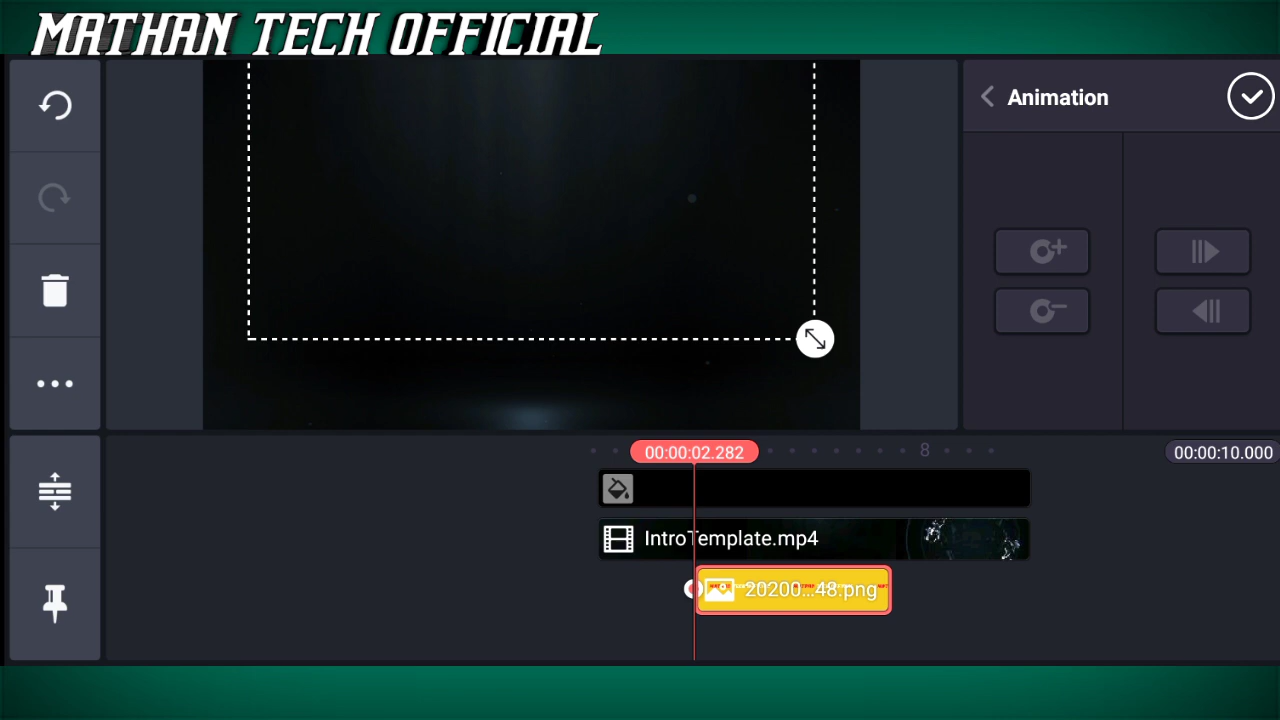 MATHAN TECH OFFICIAL
Animation
00:00:02.282
8
00:00:10.000
IntroTemplate.mp4
20200...48.png